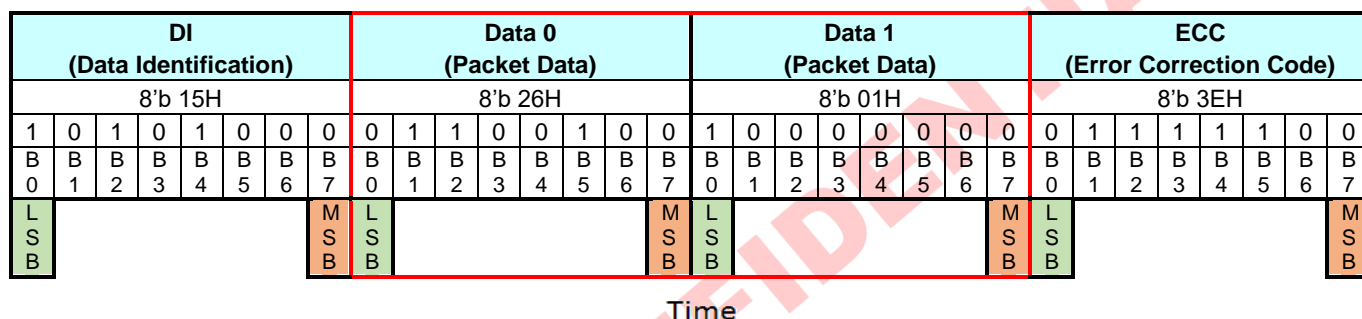 DI Data 0 Data 1 ECC
(Data Identification) (Packet Data) (Packet Data) (Error Correction Code)
8’b 15H 8’b 26H 8’b 01H 8’b 3EH
1 0 1 0 1 0 0 0 0 1 1 0 0 1 0 0 1 0 0 0 0 0 0 0 0 1 1 1 1 1 0 0
B B B B B B B B B B B B B B B B B B B B B B B B B B B B B B B B
0 1 2 3 4 5 6 7 0 1 2 3 4 5 6 7 0 1 2 3 4 5 6 7 0 1 2 3 4 5 6 7
L M L M L M L M
S S S S S S S S
B B B B B B B B
Time